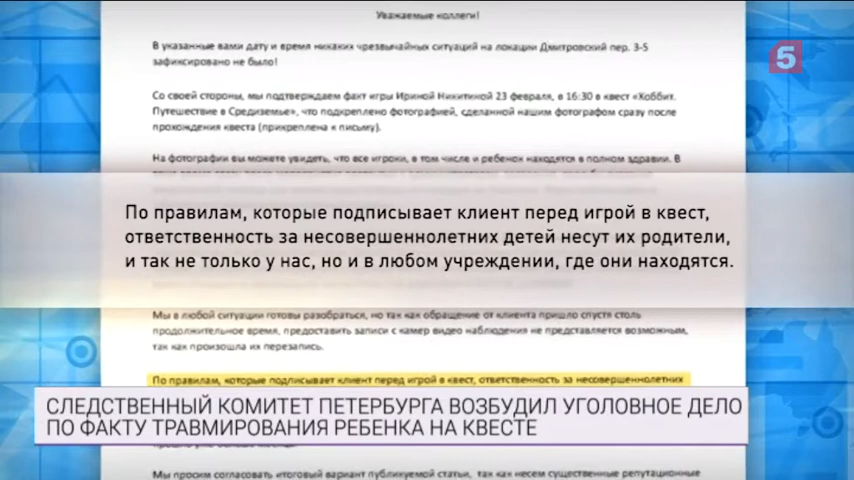 Уважаемые коллеги!
В указанные вами дату и время никаких чрезвычайных ситуаций на локации Дмитровский пер. 3-5
зафиксировано не было!
5
Со своей стороны, мы подтверждаем факт игры Ириной Никитиной 23 февраля, в 16:30 в квест «Хоббит.
Путешествие в Средиземье», что подкреплено фотографией, сделанной нашим фотографом сразу после
прохождения квеста (прикреплена к письму).
На фотографии вы можете увидеть, что все игроки, в том числе и ребенок находятся в полном здравии. В
По правилам, которые подписывает клиент перед игрой в квест,
ответственность за несовершеннолетних детей несут их родители,
и так не только у нас, но и в любом учреждении, где они находятся.
Мы в любой ситуации готовы разобраться, но так как обращение от клиента пришло спустя столь
продолжительное время, предоставить записи с камер видео наблюдения не представляется возможным,
так как произошла их перезапись.
По правилам, которые подписывает клиент перед игрой в квест, ответственность за несовершеннолетних
СЛЕДСТВЕННЫЙ КОМИТЕТ ПЕТЕРБУРГА ВОЗБУДИЛ УГОЛОВНОЕ ДЕЛО
ПО ФАКТУ ТРАВМИРОВАНИЯ РЕБЕНКА НА КВЕСТЕ
Мы просим согласовать итоговый вариант публикуемой статьи, так как несем существенные репутационные